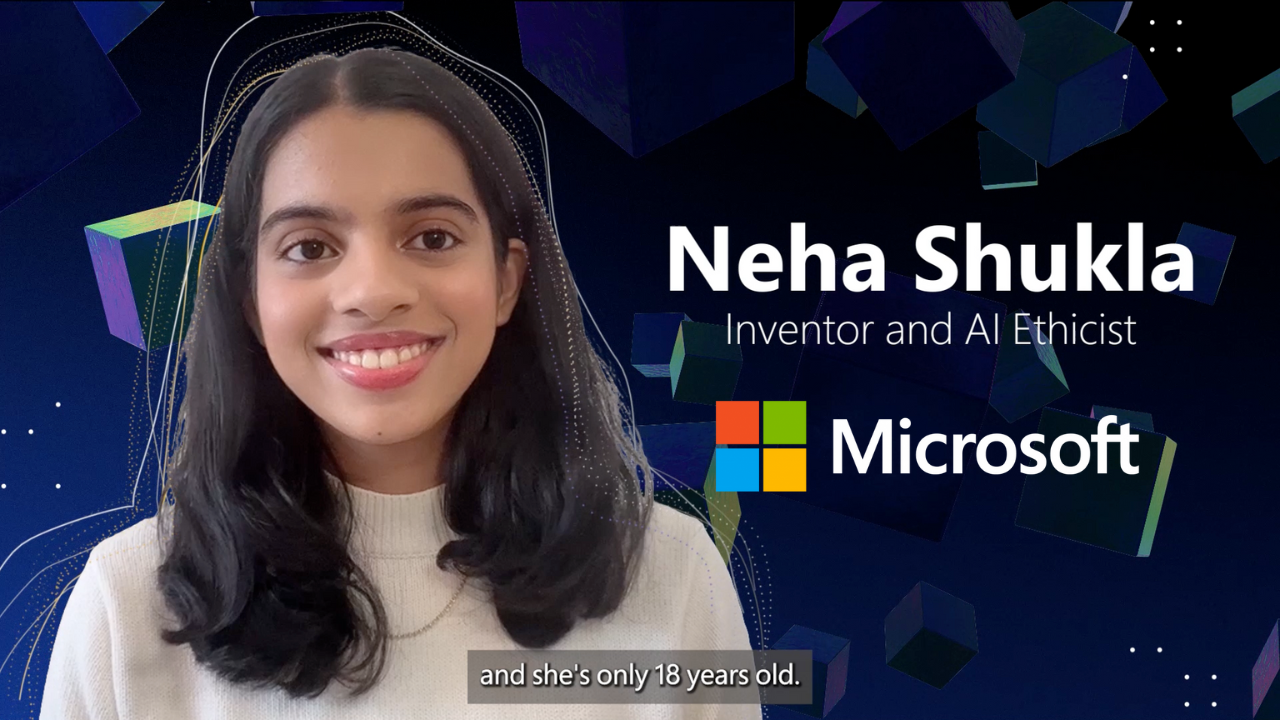 Neha Shukla
Inventor and AI Ethicist
Microsoft
and she's only 18 years old.